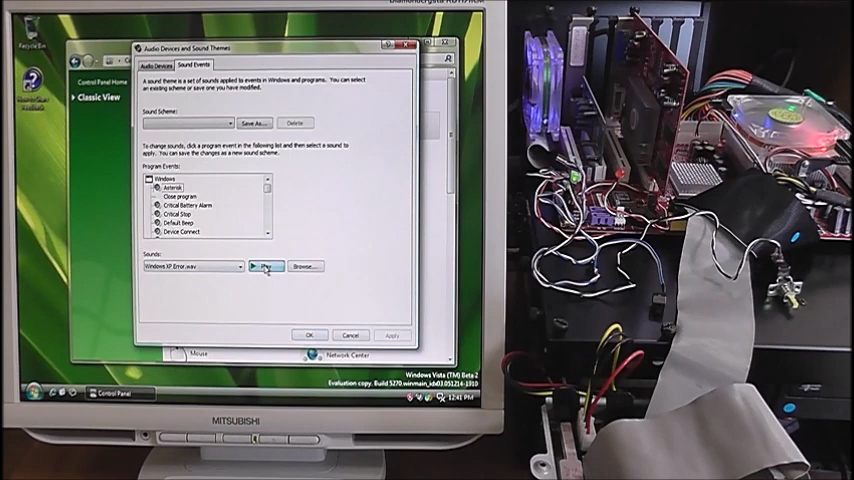 Diamondcrysta RDT1711LM
Recycle Bin
Audio Devices and Sound Themes
Audio Devices
Sound Events
Control Panel Home
Classic View
A sound theme is a set of sounds applied to events in Windows and programs. You can select
an existing scheme or save one you have modified.
Sound Scheme:
Save As...
Delete
To change sounds, click a program event in the following list and then select a sound to
apply. You can save the changes as a new sound scheme.
Program Events:
Windows
Asterisk
Close program
Critical Battery Alarm
Critical Stop
Default Beep
Device Connect
Sounds:
Windows XP Error.wav
Play
Browse...
OK
Cancel
Apply
Mouse
Network Center
Windows Vista (TM) Beta 2
Evaluation copy. Build 5270.winmain_idx03.051214-1910
Control Panel
12:41 PM
MITSUBISHI